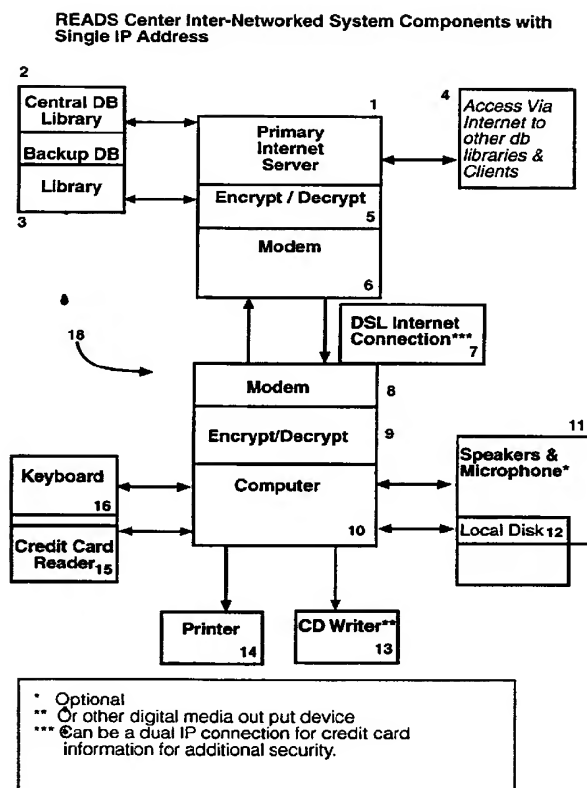 READS Center Inter-Networked System Components with
Single IP Address
2
Central DB
Library
Backup DB
Library
3
1
Primary
Internet
Server
Encrypt / Decrypt
5
Modem
6
4
Access Via
Internet to
other db
libraries &
Clients
DSL Internet
Connection***
7
18
Modem
8
Encrypt/Decrypt
9
Computer
10
Keyboard
16
Credit Card
Reader 15
11
Speakers &
Microphone*
Local Disk 12
Printer
14
CD Writer**
13
* Optional
** Or other digital media out put device
*** Can be a dual IP connection for credit card
information for additional security.